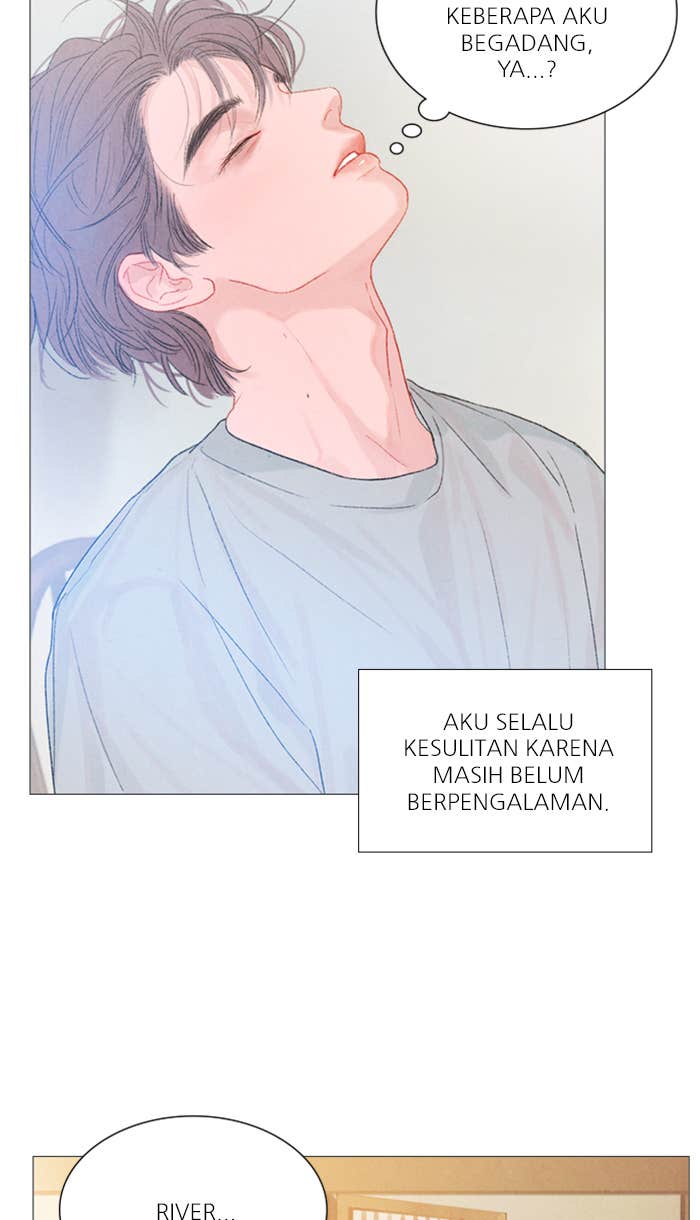 KEBERAPA AKU
BEGADANG,
YA...?
AKU SELALU
KESULITAN KARENA
MASIH BELUM
BERPENGALAMAN.
RIVER...